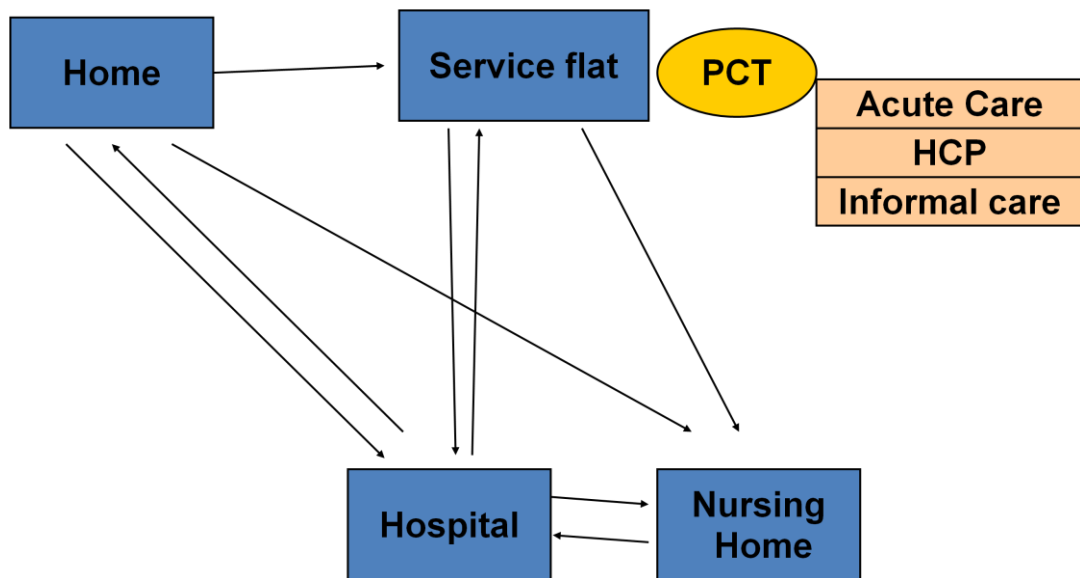 Home
Service flat
PCT
Acute Care
HCP
Informal care
Hospital
Nursing
Home